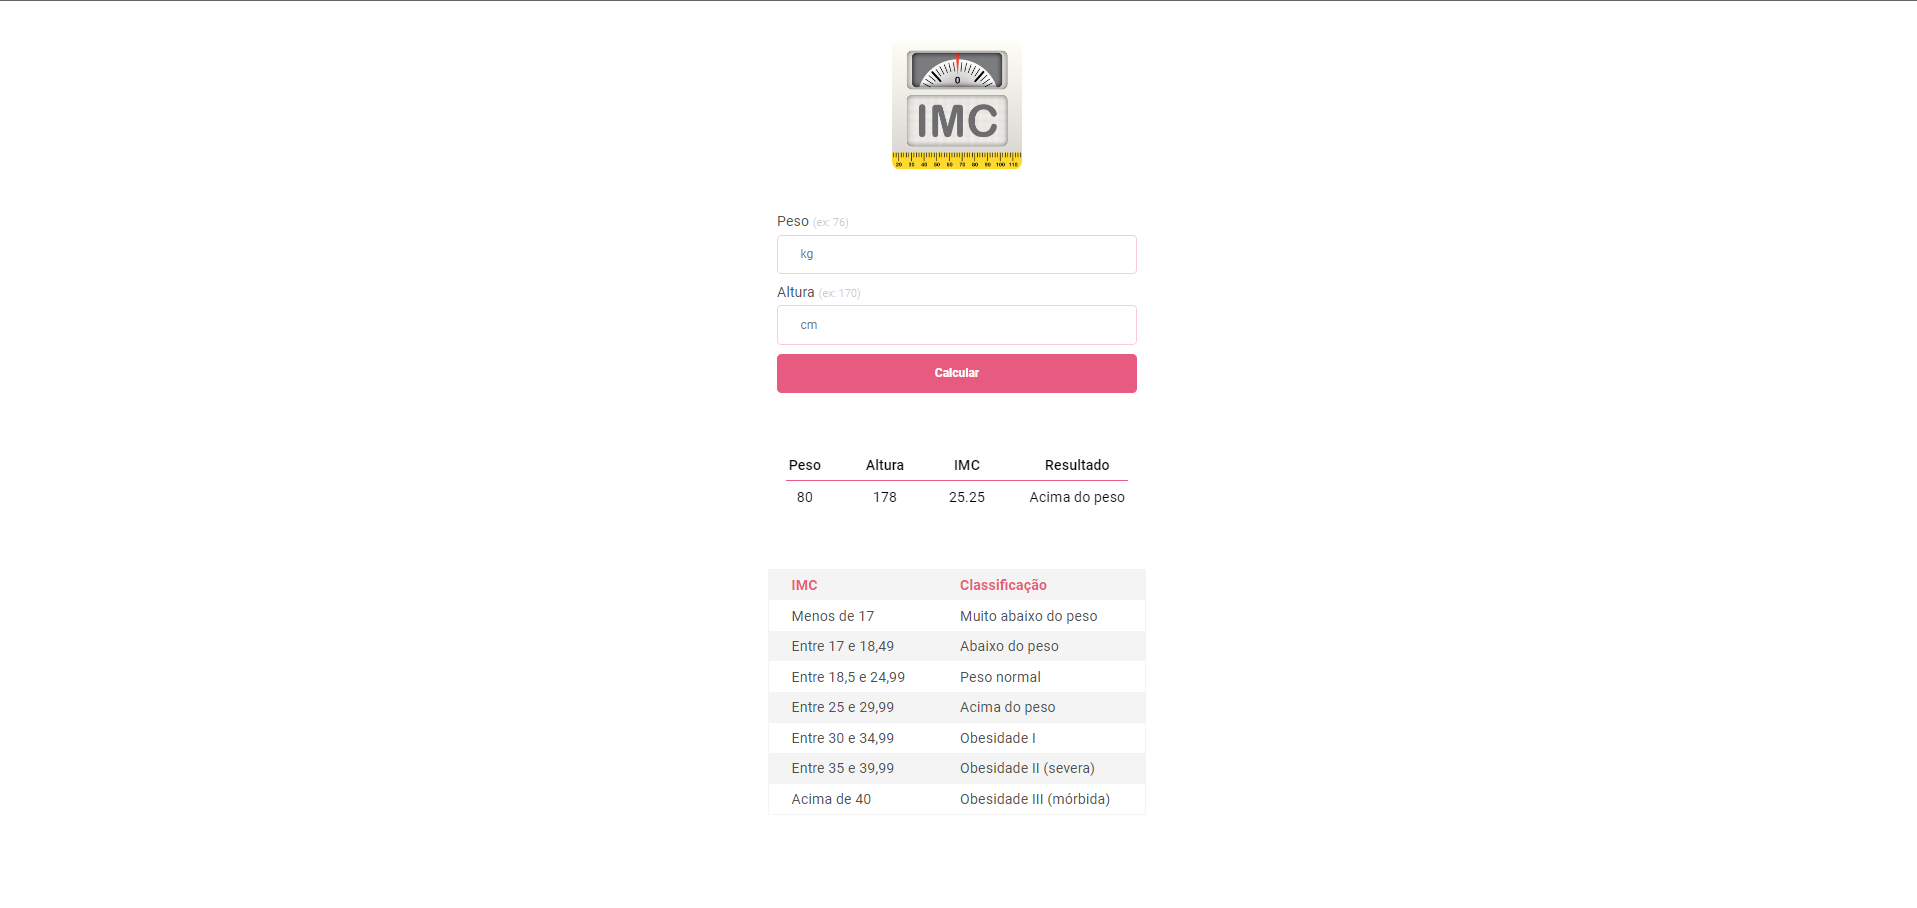 0
IMC
20 30 40 50 60 70 80 90 100 110
Peso (ex: 76)
kg
Altura (ex: 170)
cm
Calcular
Peso Altura IMC Resultado
80 178 25.25 Acima do peso
IMC Classificação
Menos de 17 Muito abaixo do peso
Entre 17 e 18,49 Abaixo do peso
Entre 18,5 e 24,99 Peso normal
Entre 25 e 29,99 Acima do peso
Entre 30 e 34,99 Obesidade I
Entre 35 e 39,99 Obesidade II (severa)
Acima de 40 Obesidade III (mórbida)